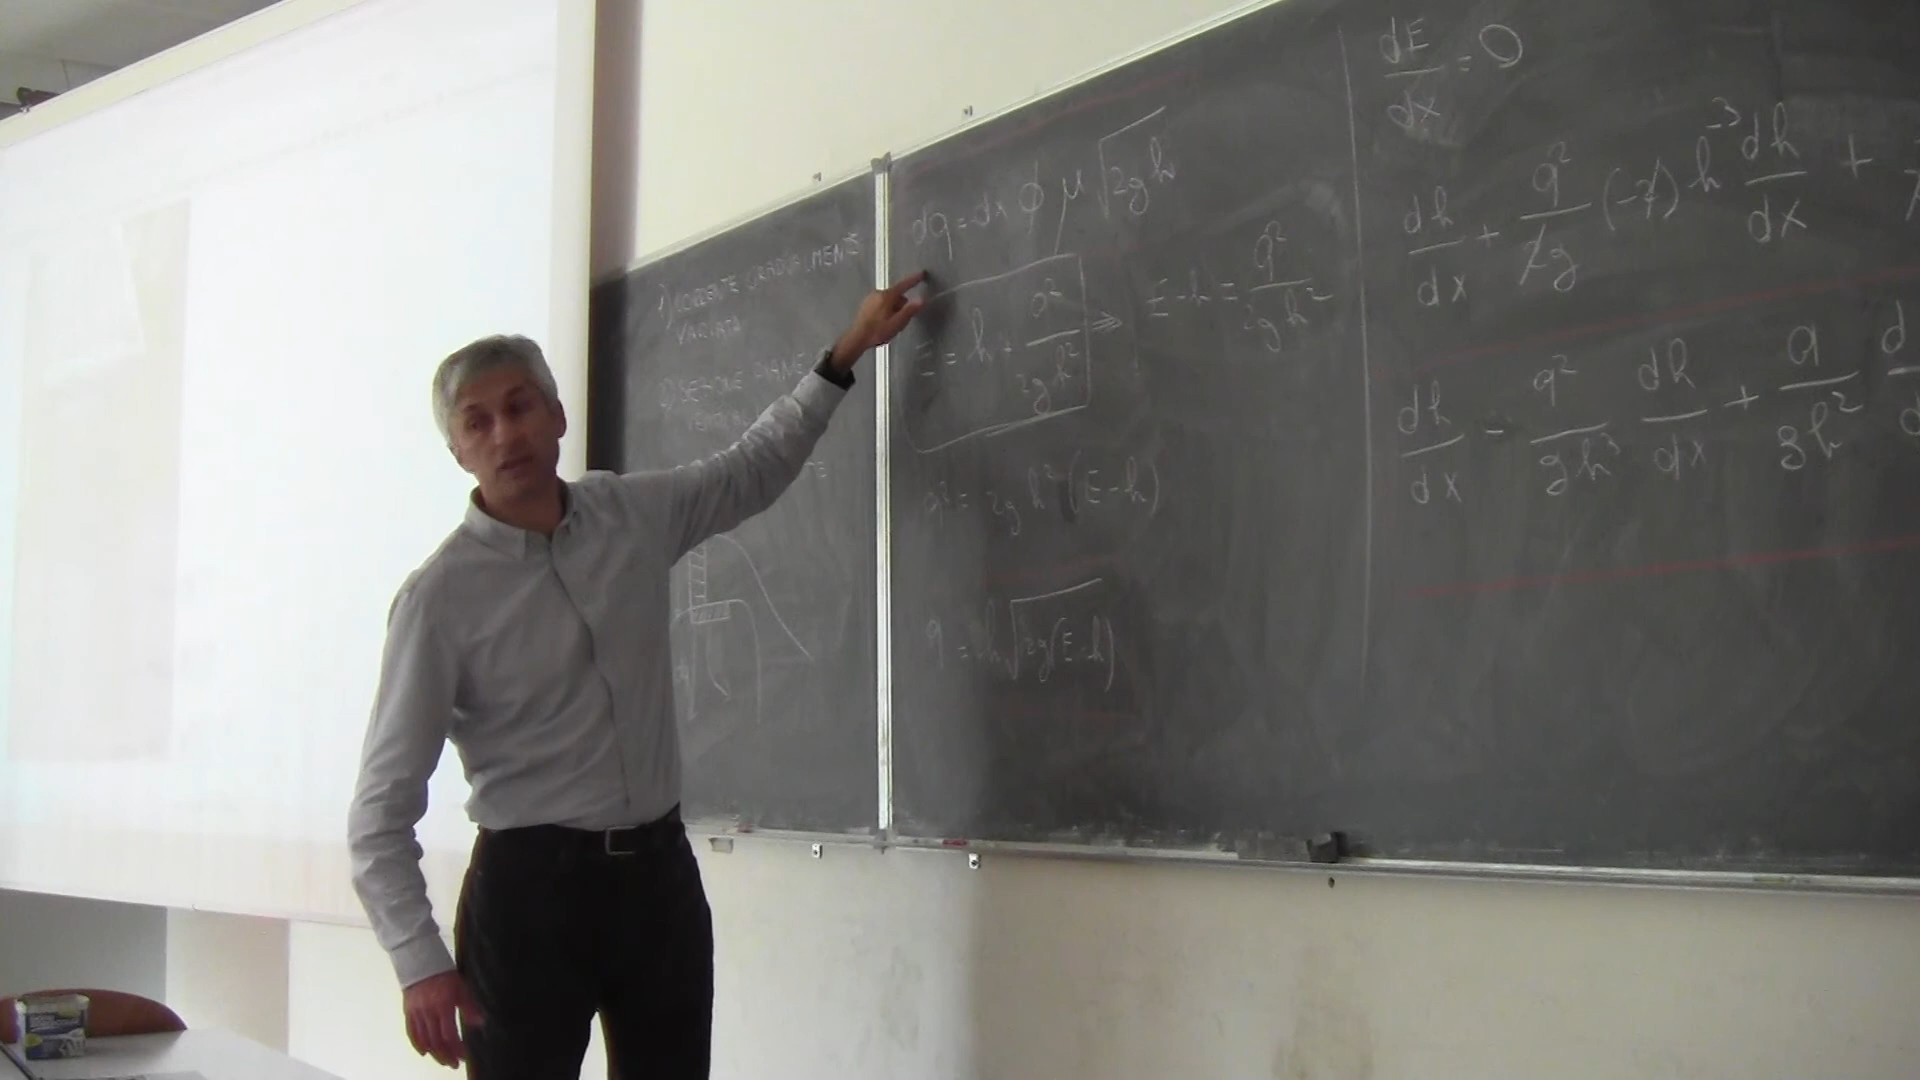 1) CORRENTE GRADUALMENTE
VARIATA
2) SEZIONE PIANE
dq = dx φ μ √2gh
E = h + q²/2gh² ⇒ E - h = q²/2gh²
q² = 2g h² (E - h)
q = h √2g(E - h)
dE/dx = 0
dh/dx + q²/2g (-2) h⁻³ dh/dx +
dh/dx - q²/gh³ dh/dx + q/gh² d